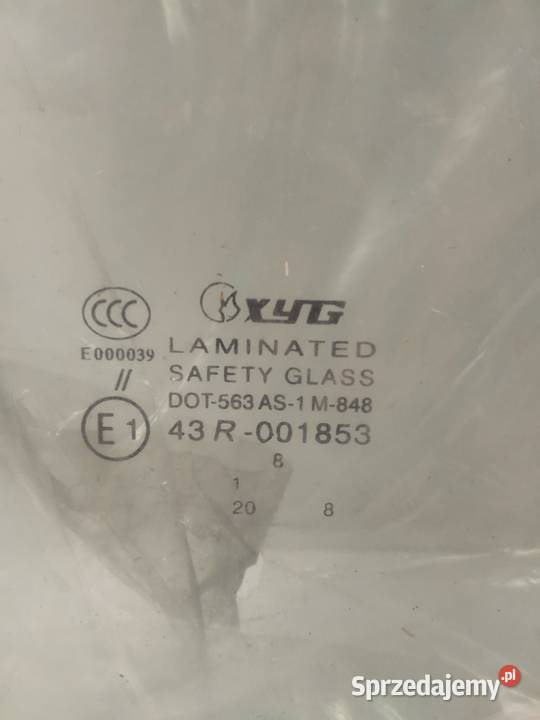 CCC XYG
E000039 LAMINATED
// SAFETY GLASS
DOT-563 AS-1 M-848
E1 43 R -001853
8
1
20 8
Sprzedajemy.pl